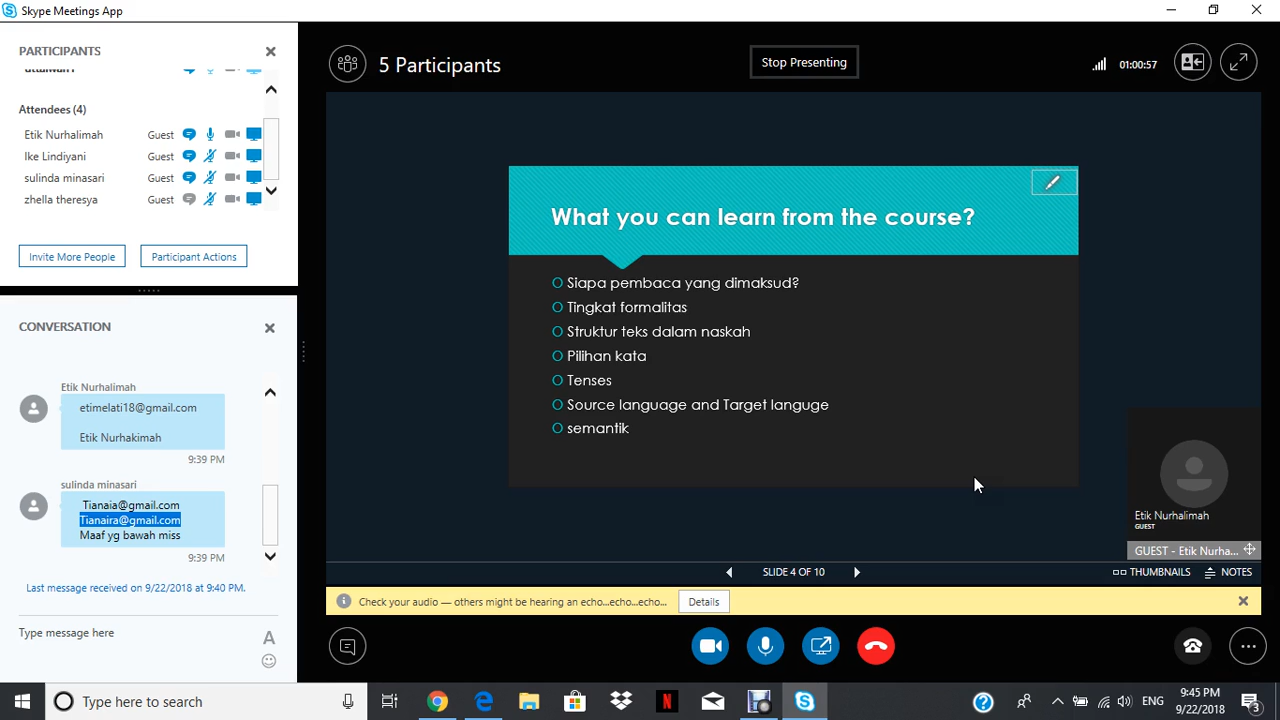 Skype Meetings App
PARTICIPANTS
Attendees (4)
Etik Nurhalimah Guest
Ike Lindiyani Guest
sulinda minasari Guest
zhella theresya Guest
Invite More People
Participant Actions
CONVERSATION
Etik Nurhalimah
etimelati18@gmail.com
Etik Nurhakimah
9:39 PM
sulinda minasari
Tianaia@gmail.com
Tianaira@gmail.com
Maaf yg bawah miss
9:39 PM
Last message received on 9/22/2018 at 9:40 PM.
Type message here
A
5 Participants
Stop Presenting
01:00:57
What you can learn from the course?
Siapa pembaca yang dimaksud?
Tingkat formalitas
Struktur teks dalam naskah
Pilihan kata
Tenses
Source language and Target languge
semantik
Etik Nurhalimah
GUEST
GUEST - Etik Nurha...
SLIDE 4 OF 10
THUMBNAILS
NOTES
Check your audio — others might be hearing an echo...echo...echo...
Details
Type here to search
N
ENG
9:45 PM
9/22/2018
3